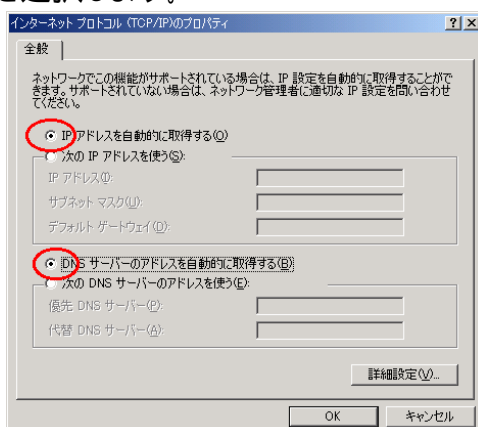 を選択します。
インターネット プロトコル (TCP/IP)のプロパティ
全般
ネットワークでこの機能がサポートされている場合は、IP 設定を自動的に取得することがで
きます。サポートされていない場合は、ネットワーク管理者に適切な IP 設定を問い合わせ
てください。
IP アドレスを自動的に取得する(O)
次の IP アドレスを使う(S):
IP アドレス(I):
サブネット マスク(U):
デフォルト ゲートウェイ(D):
DNS サーバーのアドレスを自動的に取得する(B)
次の DNS サーバーのアドレスを使う(E):
優先 DNS サーバー(P):
代替 DNS サーバー(A):
詳細設定(V)...
OK キャンセル